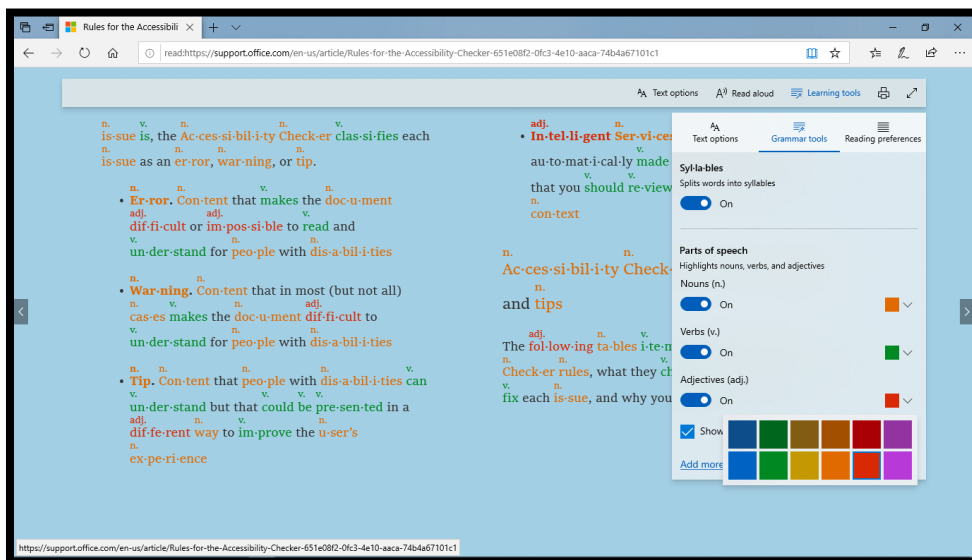 Rules for the Accessibili
read:https://support.office.com/en-us/article/Rules-for-the-Accessibility-Checker-651e08f2-0fc3-4e10-aaca-74b4a67101c1
Text options
Read aloud
Learning tools
n. v. n. n. v.
is·sue is, the Ac·ces·si·bil·i·ty Check·er clas·si·fies each
n. n. n. n.
is·sue as an er·ror, war·ning, or tip.
n. n. v. n.
• Er·ror. Con·tent that makes the doc·u·ment
adj. adj. v.
dif·fi·cult or im·pos·si·ble to read and
v. n. n.
un·der·stand for peo·ple with dis·a·bil·i·ties
n. n.
• War·ning. Con·tent that in most (but not all)
n. v. n. adj.
cas·es makes the doc·u·ment dif·fi·cult to
v. n. n.
un·der·stand for peo·ple with dis·a·bil·i·ties
n. n. n. n. v.
• Tip. Con·tent that peo·ple with dis·a·bil·i·ties can
v. v. v. v.
un·der·stand but that could be pre·sen·ted in a
adj. n. v. n.
dif·fe·rent way to im·prove the u·ser's
n.
ex·pe·ri·ence
adj. n.
• In·tel·li·gent Ser·vi·ces
v.
au·to·mat·i·cal·ly made
v. v.
that you should re·view
n.
con·text
n. n.
Ac·ces·si·bil·i·ty Check·
n.
and tips
adj. n. v.
The fol·low·ing ta·bles i·te·m
n. n. v.
Check·er rules, what they ch
v. n.
fix each is·sue, and why you
Text options
Grammar tools
Reading preferences
Syl·la·bles
Splits words into syllables
On
Parts of speech
Highlights nouns, verbs, and adjectives
Nouns (n.)
On
Verbs (v.)
On
Adjectives (adj.)
On
Show
Add more
https://support.office.com/en-us/article/Rules-for-the-Accessibility-Checker-651e08f2-0fc3-4e10-aaca-74b4a67101c1